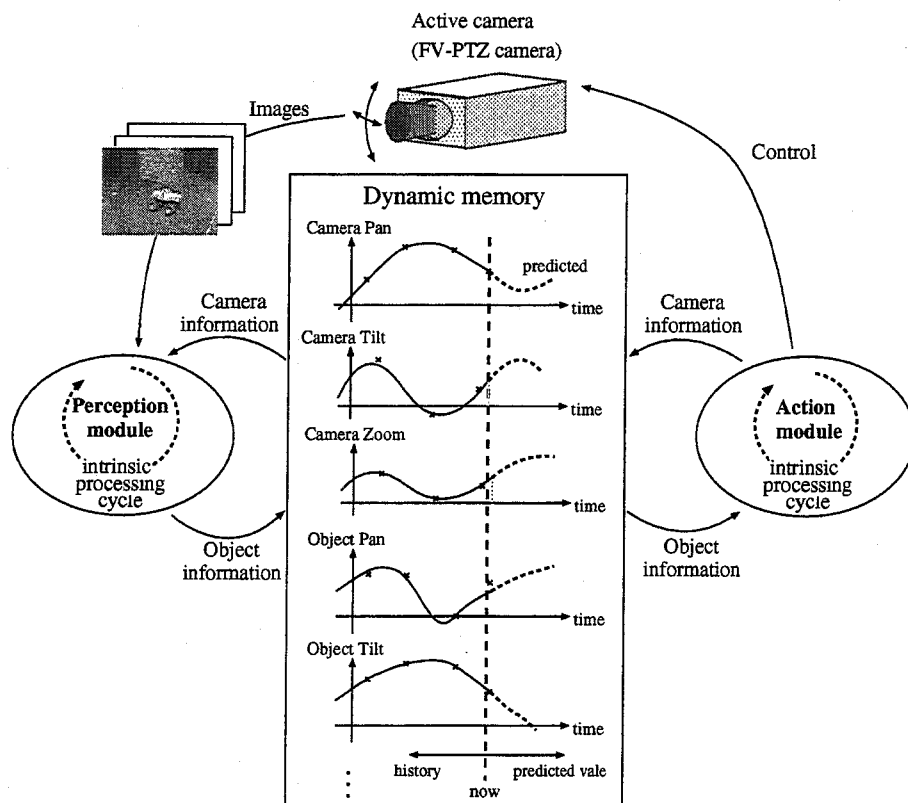 Active camera
(FV-PTZ camera)
Images
Control
Dynamic memory
Camera Pan
predicted
time
Camera
information
Camera
information
Camera Tilt
time
Perception
module
intrinsic
processing
cycle
Action
module
intrinsic
processing
cycle
Camera Zoom
time
Object
information
Object
information
Object Pan
time
Object Tilt
time
history
predicted vale
now